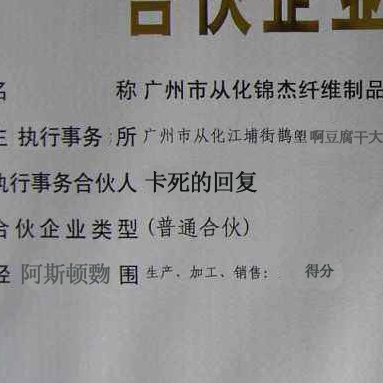 合伙企业
名 称 广州市从化锦杰纤维制品
主 执行事务 所 广州市从化江埔街鹊塱 啊豆腐干大
执行事务合伙人 卡死的回复
合伙企业类型 (普通合伙)
经 阿斯顿覅 围 生产、加工、销售: 得分